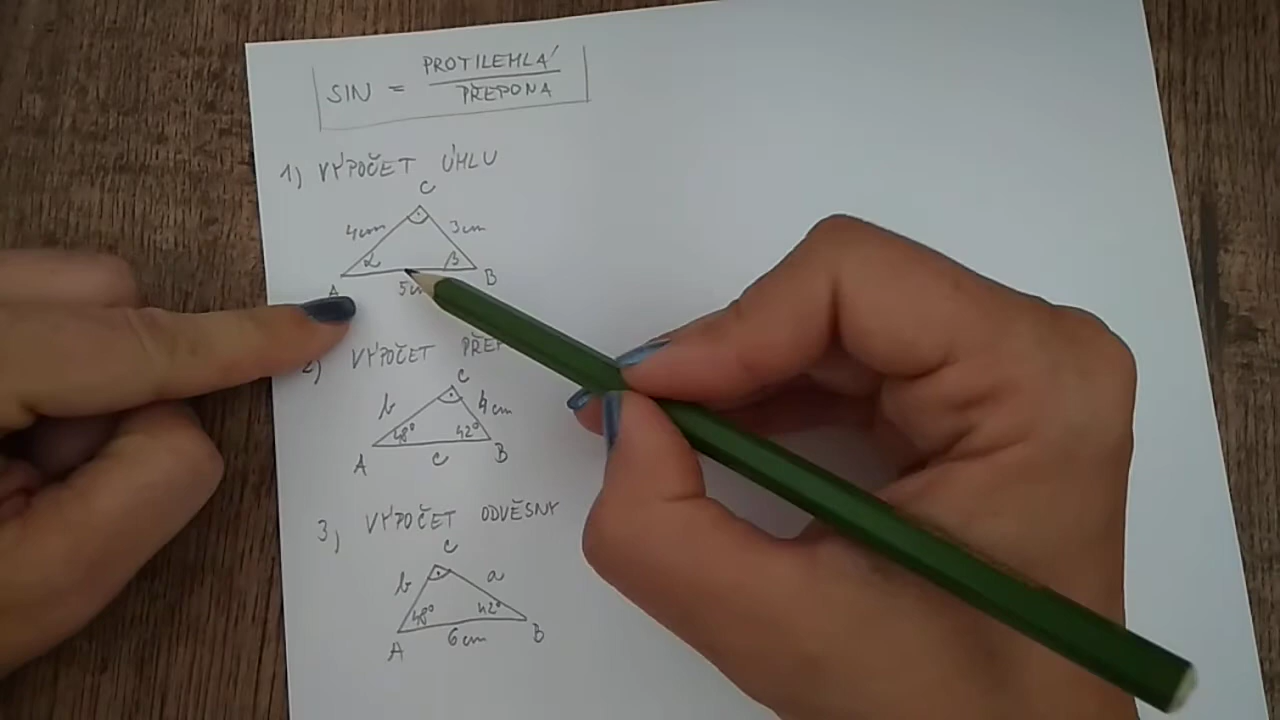 SIN = PROTILEHLÁ
PŘEPONA
1) VÝPOČET ÚHLU
C
4cm 3cm
α β
A B
2) VÝPOČET
C
b 4cm
48° 42°
A c B
3) VÝPOČET ODVĚSNY
C
b a
48° 42°
6cm
A B